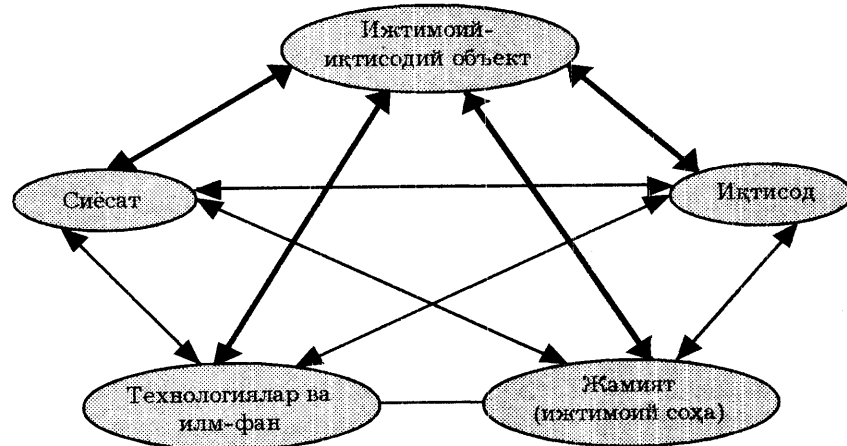 Ижтимоий-
иқтисодий объект
Сиёсат
Иқтисод
Технологиялар ва
илм-фан
Жамият
(ижтимоий соҳа)